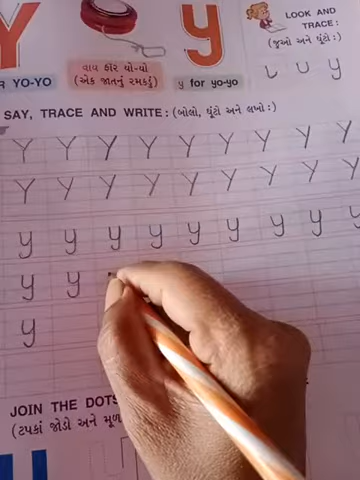 Y y LOOK AND
TRACE:
(જુઓ અને ઘૂંટો:)
YO-YO વાય ફૉર યો-યો y for yo-yo
(એક જાતનું રમકડું)
y
SAY, TRACE AND WRITE: (બોલો, ઘૂંટો અને લખો:)
Y Y Y Y Y Y Y Y Y
Y Y Y Y Y Y Y Y Y
y y y y y y y y
y y
y
JOIN THE DOTS
(ટપકાં જોડી અને મૂળ